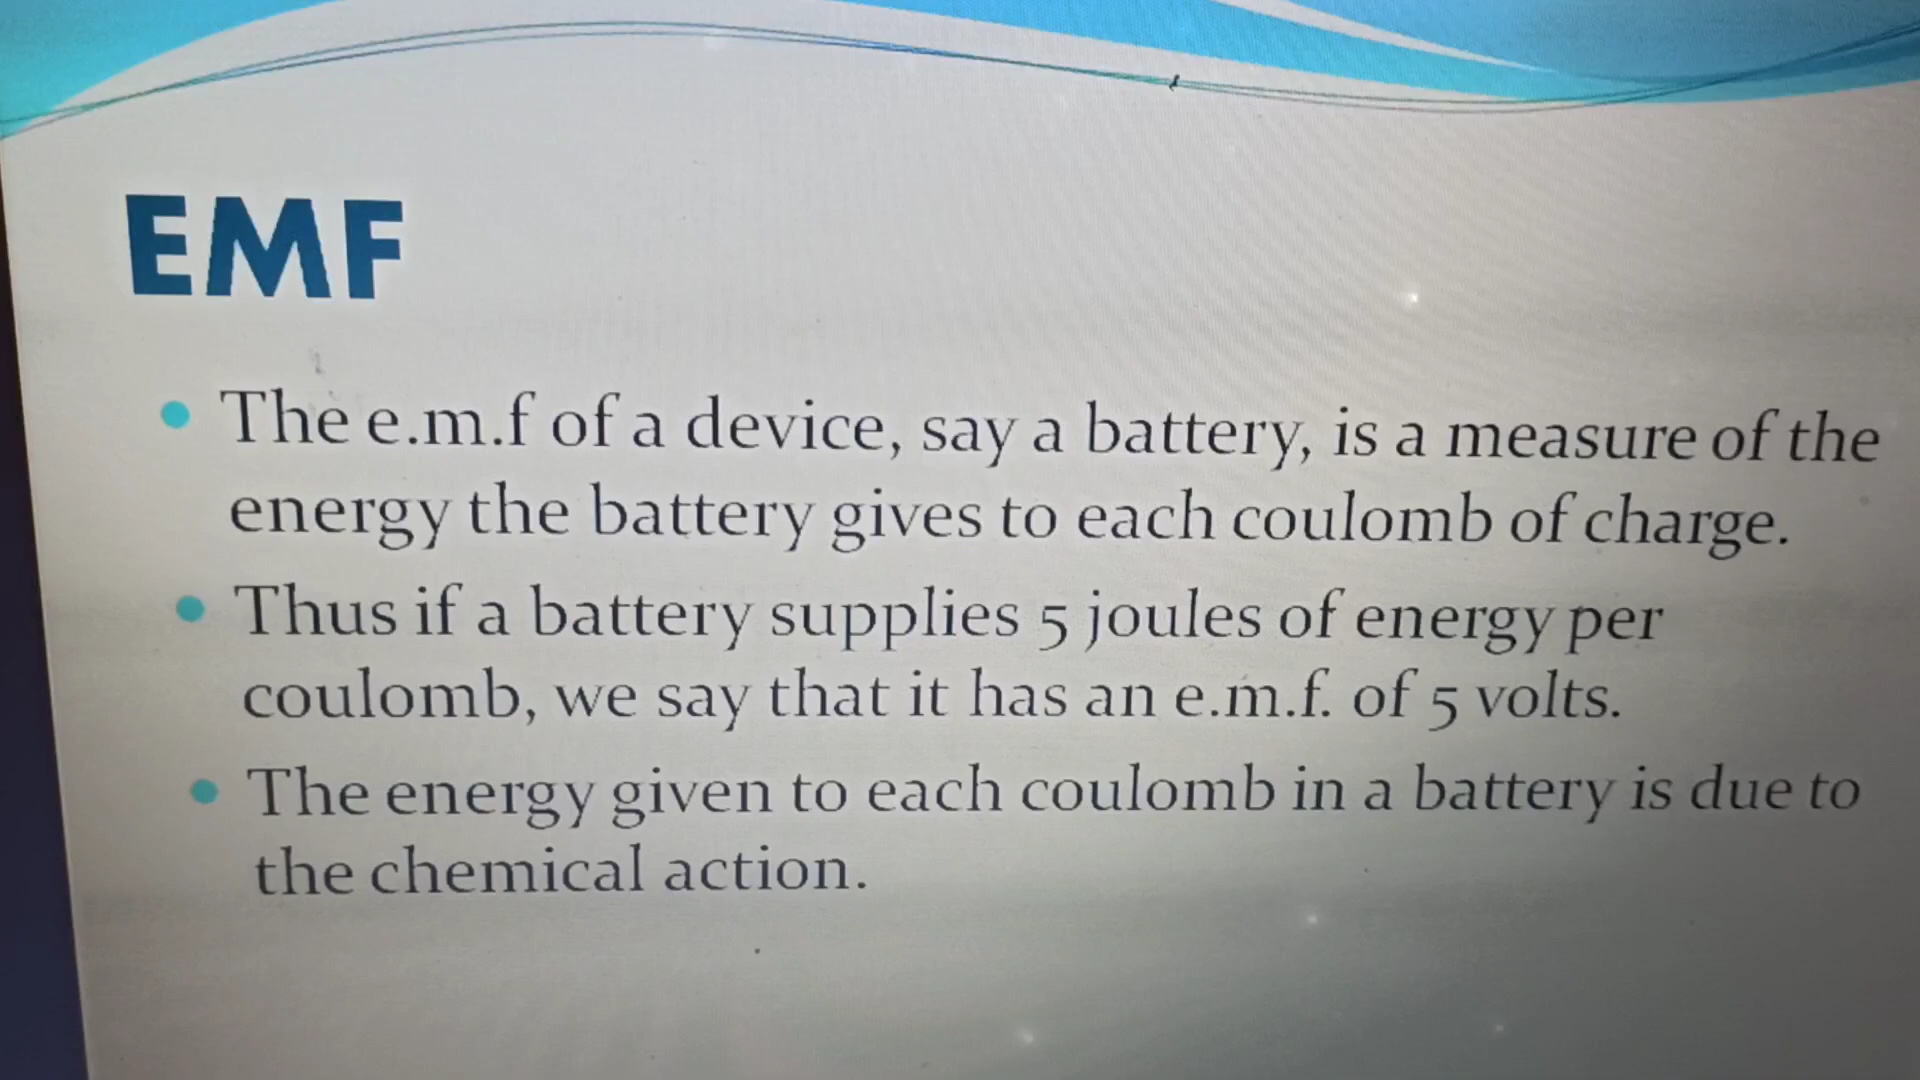 EMF
• The e.m.f of a device, say a battery, is a measure of the
energy the battery gives to each coulomb of charge.
• Thus if a battery supplies 5 joules of energy per
coulomb, we say that it has an e.m.f. of 5 volts.
• The energy given to each coulomb in a battery is due to
the chemical action.